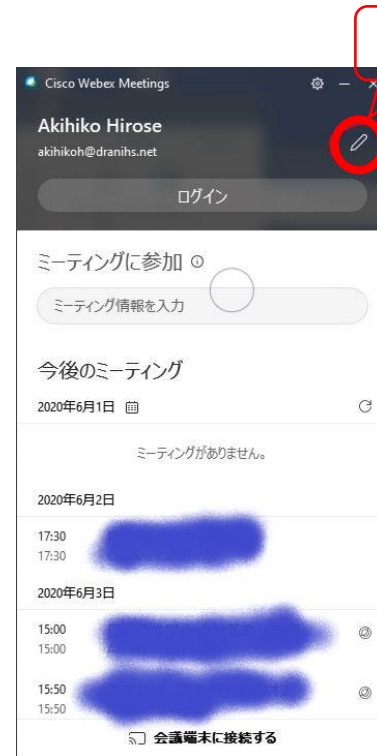 Cisco Webex Meetings
Akihiko Hirose
akihikoh@dranihs.net
ログイン
ミーティングに参加
ミーティング情報を入力
今後のミーティング
2020年6月1日
ミーティングがありません。
2020年6月2日
17:30
17:30
2020年6月3日
15:00
15:00
15:50
15:50
会議端末に接続する